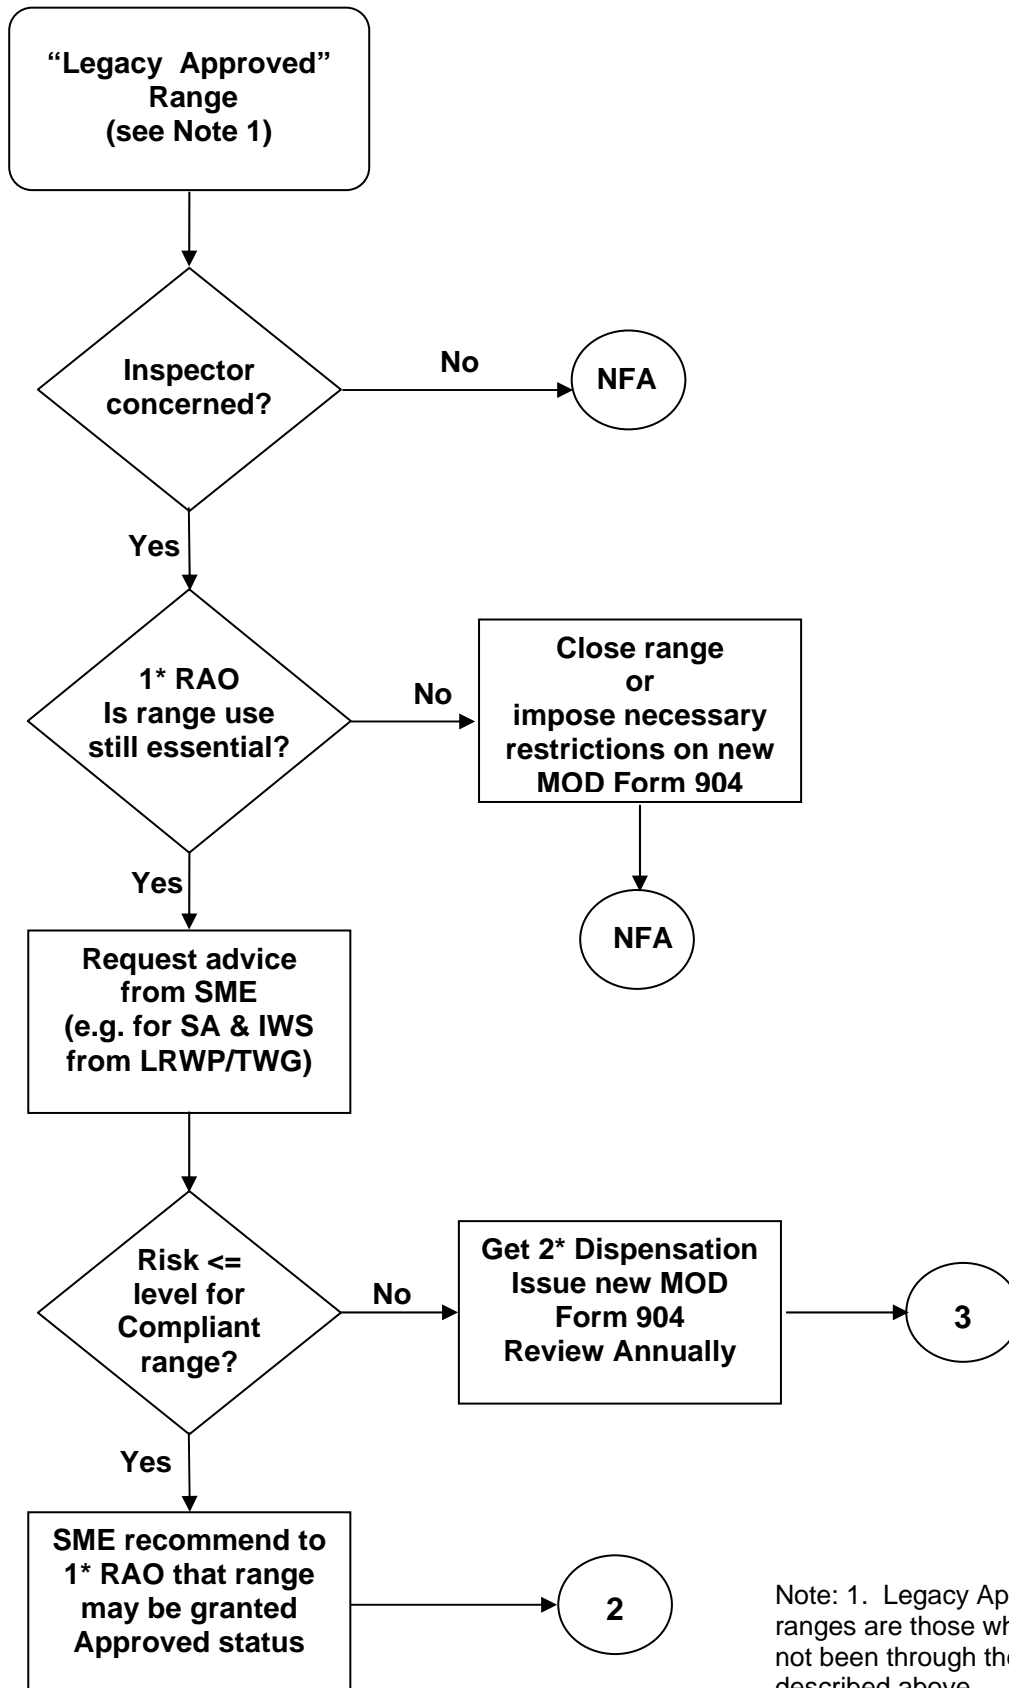 “Legacy Approved”
Range
(see Note 1)
Inspector
concerned?
No
NFA
Yes
1* RAO
Is range use
still essential?
No
Close range
or
impose necessary
restrictions on new
MOD Form 904
Yes
NFA
Request advice
from SME
(e.g. for SA & IWS
from LRWP/TWG)
Risk <=
level for
Compliant
range?
No
Get 2* Dispensation
Issue new MOD
Form 904
Review Annually
3
Yes
SME recommend to
1* RAO that range
may be granted
Approved status
2
Note: 1. Legacy Ap
ranges are those wh
not been through the
described above